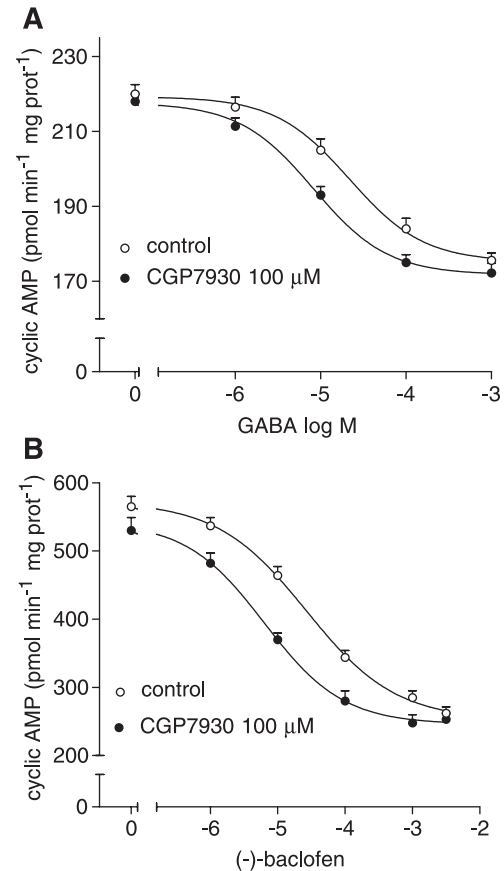 A
cyclic AMP (pmol min⁻¹ mg prot⁻¹)
230
210
190
170
0
control
CGP7930 100 μM
0 -6 -5 -4 -3
GABA log M
B
cyclic AMP (pmol min⁻¹ mg prot⁻¹)
600
500
400
300
200
0
control
CGP7930 100 μM
0 -6 -5 -4 -3 -2
(-)-baclofen